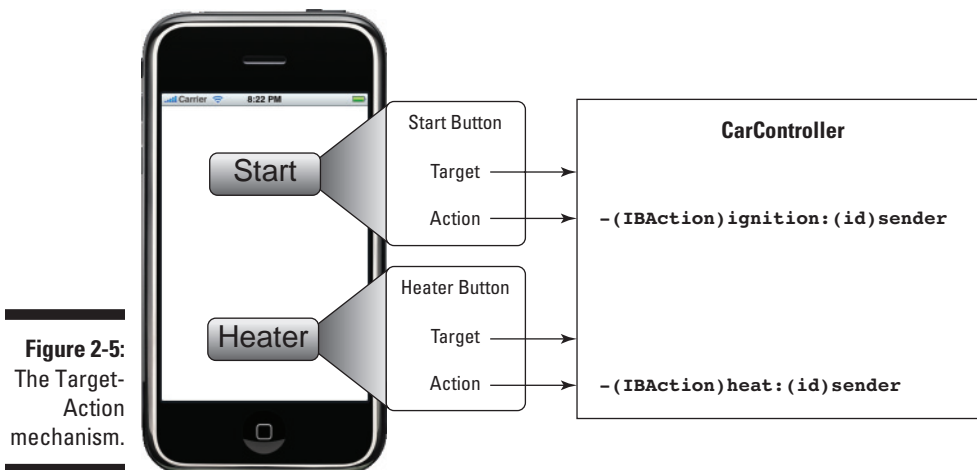 Carrier
8:22 PM
Start
Heater
Start Button
Target
Action
Heater Button
Target
Action
CarController
-(IBAction)ignition:(id)sender
-(IBAction)heat:(id)sender
Figure 2-5:
The Target-
Action
mechanism.